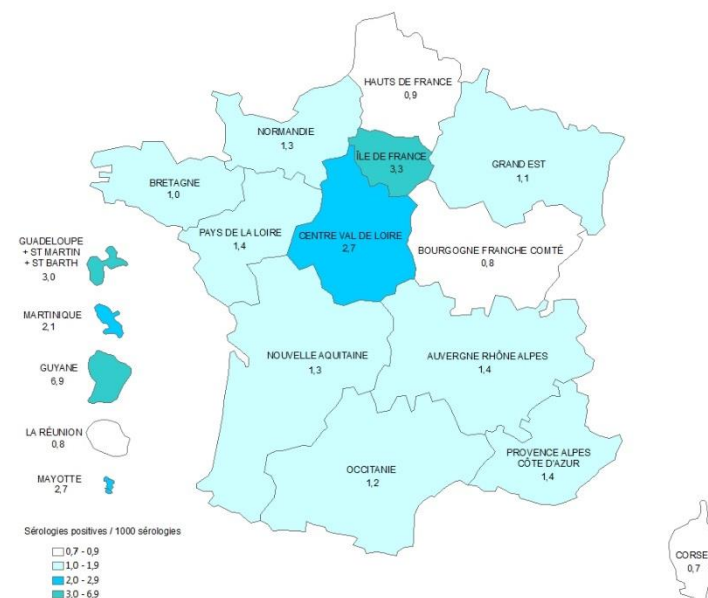 HAUTS DE FRANCE
0,9
NORMANDIE
1,3
ÎLE DE FRANCE
3,3
GRAND EST
1,1
BRETAGNE
1,0
PAYS DE LA LOIRE
1,4
CENTRE VAL DE LOIRE
2,7
BOURGOGNE FRANCHE COMTÉ
0,8
GUADELOUPE
+ ST MARTIN
+ ST BARTH
3,0
MARTINIQUE
2,1
GUYANE
6,9
LA RÉUNION
0,8
MAYOTTE
2,7
NOUVELLE AQUITAINE
1,3
AUVERGNE RHÔNE ALPES
1,4
OCCITANIE
1,2
PROVENCE ALPES
CÔTE D'AZUR
1,4
CORSE
0,7
Sérologies positives / 1000 sérologies
0,7 - 0,9
1,0 - 1,9
2,0 - 2,9
3,0 - 6,9